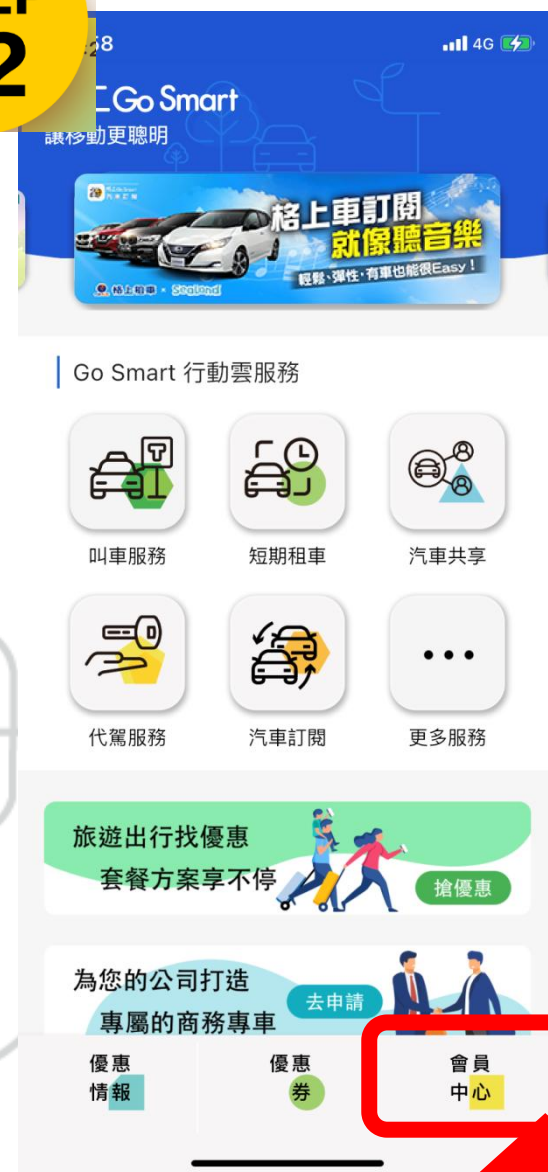 2
58
4G
Go Smart
讓移動更聰明
格上車訂閱
就像聽音樂
輕鬆、彈性,有車也能很Easy!
格上租車 × Sealand
Go Smart 行動雲服務
叫車服務 短期租車 汽車共享
代駕服務 汽車訂閱 更多服務
旅遊出行找優惠
套餐方案享不停
搶優惠
為您的公司打造
專屬的商務專車
去申請
優惠
情報
優惠
券
會員
中心